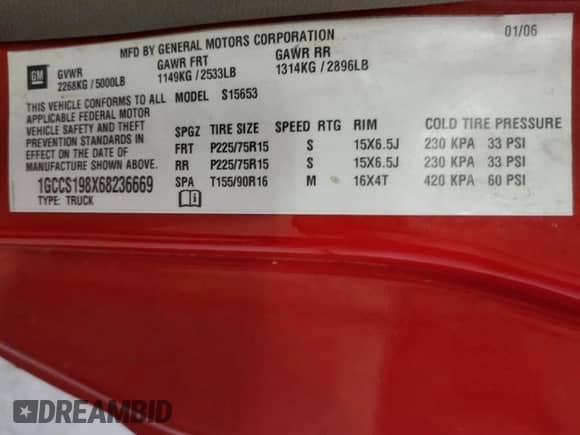 MFD BY GENERAL MOTORS CORPORATION 01/06
GM GVWR GAWR FRT GAWR RR
2268KG / 5000LB 1149KG / 2533LB 1314KG / 2896LB
THIS VEHICLE CONFORMS TO ALL MODEL S15653
APPLICABLE FEDERAL MOTOR
VEHICLE SAFETY AND THEFT SPGZ TIRE SIZE SPEED RTG RIM COLD TIRE PRESSURE
PREVENTION STANDARDS IN FRT P225/75R15 S 15X6.5J 230 KPA 33 PSI
EFFECT ON THE DATE OF RR P225/75R15 S 15X6.5J 230 KPA 33 PSI
MANUFACTURE SHOWN ABOVE.
1GCCS198X68236669 SPA T155/90R16 M 16X4T 420 KPA 60 PSI
TYPE: TRUCK
DREAMBID